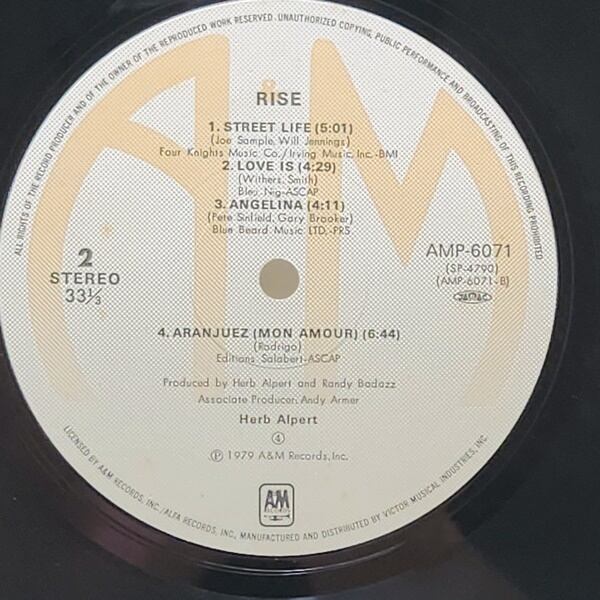 ALL RIGHTS OF THE RECORD PRODUCER AND OF THE OWNER OF THE REPRODUCED WORK RESERVED. UNAUTHORIZED COPYING, PUBLIC PERFORMANCE AND BROADCASTING OF THIS RECORD PROHIBITED
A&M
RISE
1. STREET LIFE (5:01)
(Joe Sample, Will Jennings)
Four Knights Music Co./Irving Music, Inc.-BMI
2. LOVE IS (4:29)
(Withers, Smith)
Bleu Nig-ASCAP
3. ANGELINA (4:11)
(Pete Sinfield, Gary Brooker)
Blue Beard Music LTD.-PRS
2
STEREO
33⅓
AMP-6071
(SP-4790)
(AMP-6071-B)
JASRAC
4. ARANJUEZ (MON AMOUR) (6:44)
(Rodrigo)
Editions Salabert-ASCAP
Produced by Herb Alpert and Randy Badazz
Associate Producer: Andy Armer
Herb Alpert
④
Ⓟ 1979 A&M Records, Inc.
A&M
RECORDS
LICENSED BY A&M RECORDS, INC./ALFA RECORDS, INC., MANUFACTURED AND DISTRIBUTED BY VICTOR MUSICAL INDUSTRIES, INC.